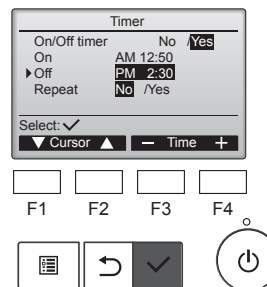 Timer
On/Off timer No /Yes
On AM 12:50
Off PM 2:30
Repeat No /Yes
Select:
Cursor − Time +
F1 F2 F3 F4